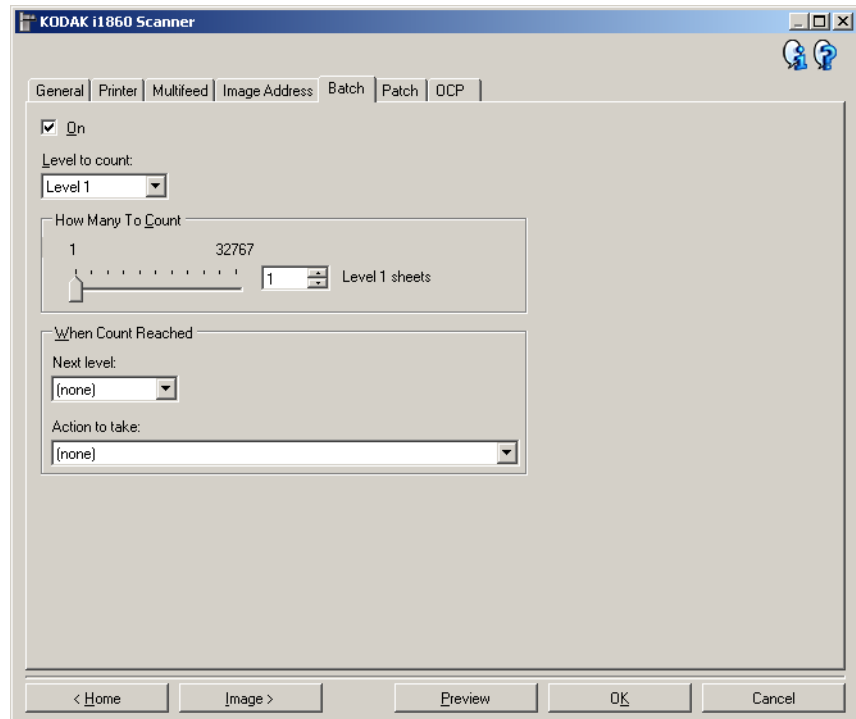 KODAK i1860 Scanner
General Printer Multifeed Image Address Batch Patch OCP
On
Level to count:
Level 1
How Many To Count
1 32767
1 Level 1 sheets
When Count Reached
Next level:
(none)
Action to take:
(none)
< Home Image > Preview OK Cancel